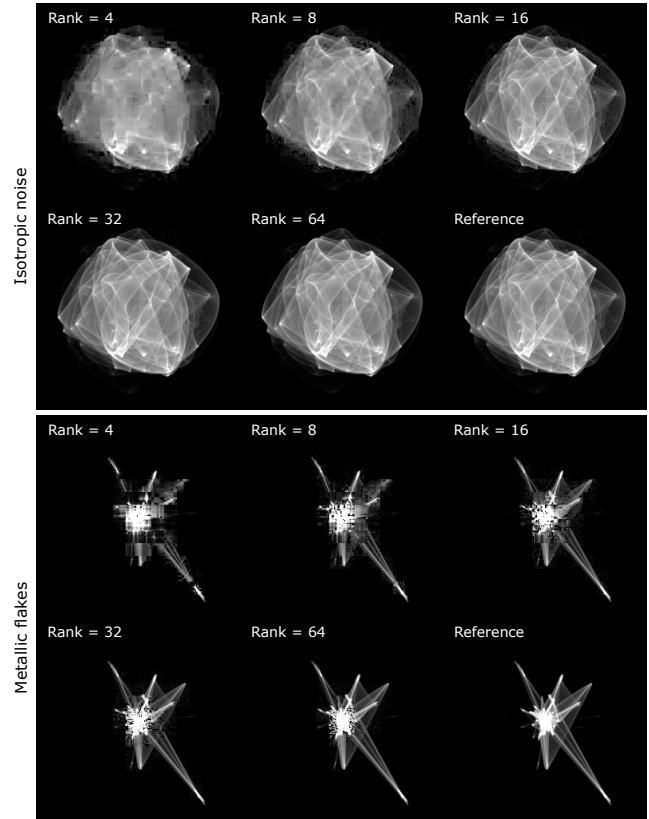 Isotropic noise
Rank = 4
Rank = 8
Rank = 16
Rank = 32
Rank = 64
Reference
Metallic flakes
Rank = 4
Rank = 8
Rank = 16
Rank = 32
Rank = 64
Reference